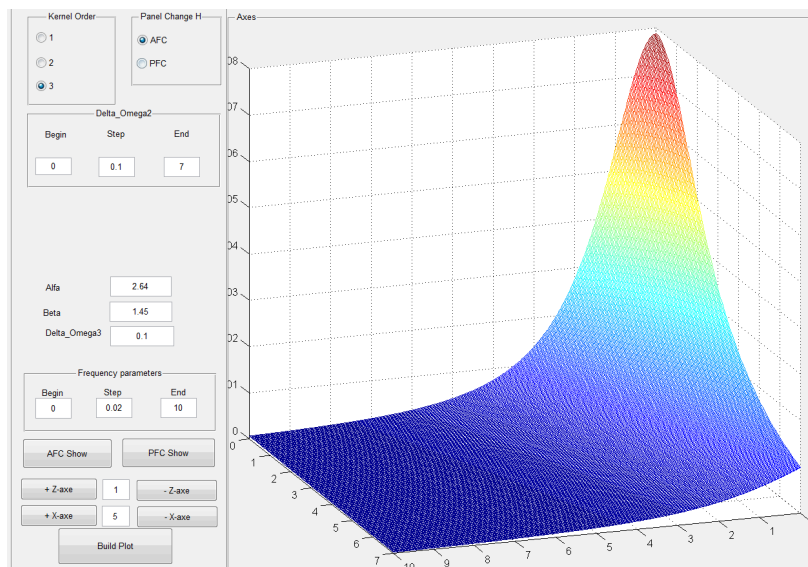 Kernel Order
1
2
3
Panel Change H
AFC
PFC
Delta_Omega2
Begin Step End
0 0.1 7
Alfa 2.64
Beta 1.45
Delta_Omega3 0.1
Frequency parameters
Begin Step End
0 0.02 10
AFC Show PFC Show
+ Z-axe 1 - Z-axe
+ X-axe 5 - X-axe
Build Plot
Axes
08
07
06
05
04
03
02
01
0
0
1
2
3
4
5
6
7
10 9 8 7 6 5 4 3 2 1